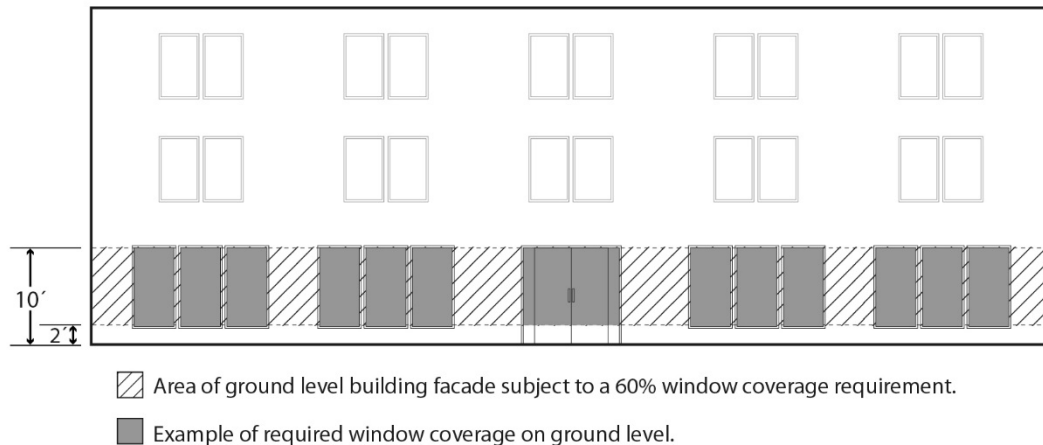 10´
2´
Area of ground level building facade subject to a 60% window coverage requirement.
Example of required window coverage on ground level.